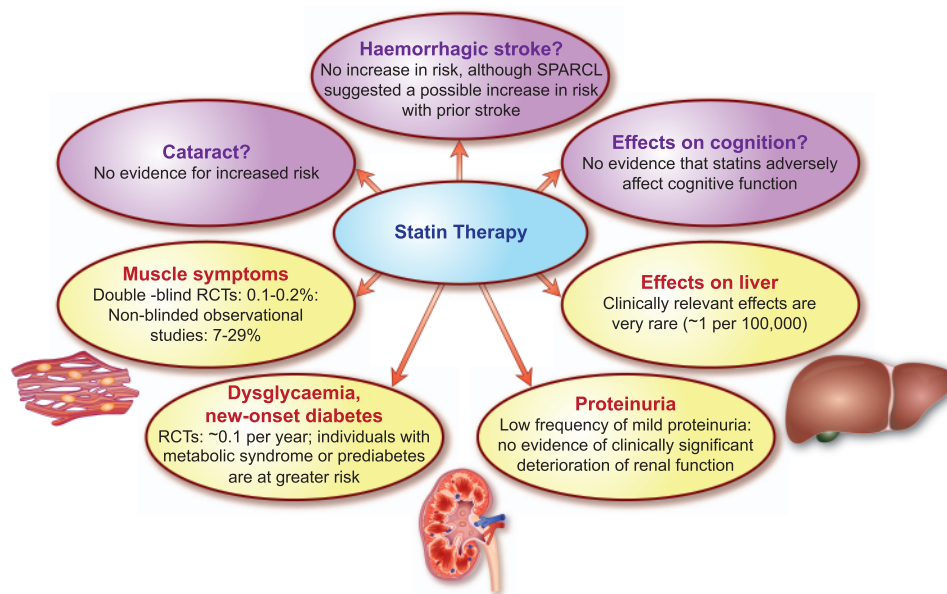 Haemorrhagic stroke?
No increase in risk, although SPARCL
suggested a possible increase in risk
with prior stroke
Cataract?
No evidence for increased risk
Effects on cognition?
No evidence that statins adversely
affect cognitive function
Statin Therapy
Muscle symptoms
Double -blind RCTs: 0.1-0.2%:
Non-blinded observational
studies: 7-29%
Effects on liver
Clinically relevant effects are
very rare (~1 per 100,000)
Dysglycaemia,
new-onset diabetes
RCTs: ~0.1 per year; individuals with
metabolic syndrome or prediabetes
are at greater risk
Proteinuria
Low frequency of mild proteinuria:
no evidence of clinically significant
deterioration of renal function